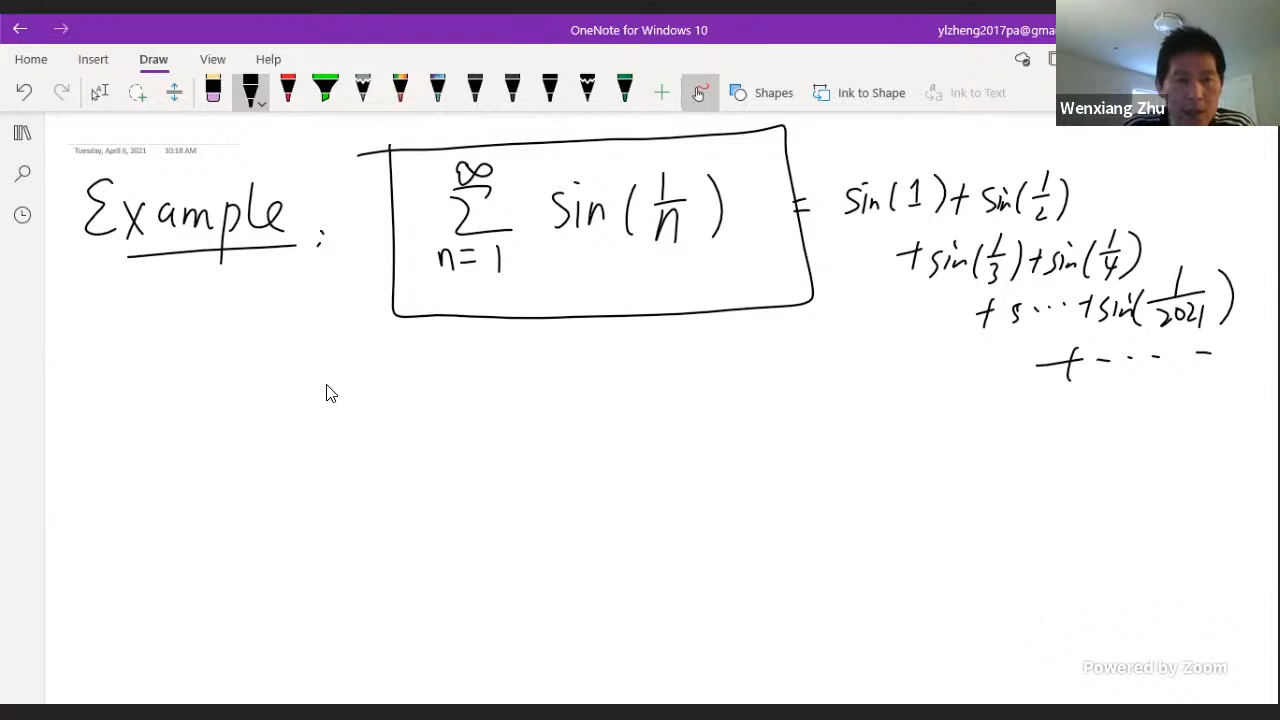 OneNote for Windows 10
ylzheng2017pa@gma
Home Insert Draw View Help
Shapes Ink to Shape Ink to Text
Wenxiang Zhu
Tuesday, April 6, 2021 10:18 AM
Example: ∑_{n=1}^{∞} sin(1/n) = sin(1) + sin(1/2)
+ sin(1/3) + sin(1/4)
+ s... + sin(1/2021)
+ - - - -
Powered by Zoom